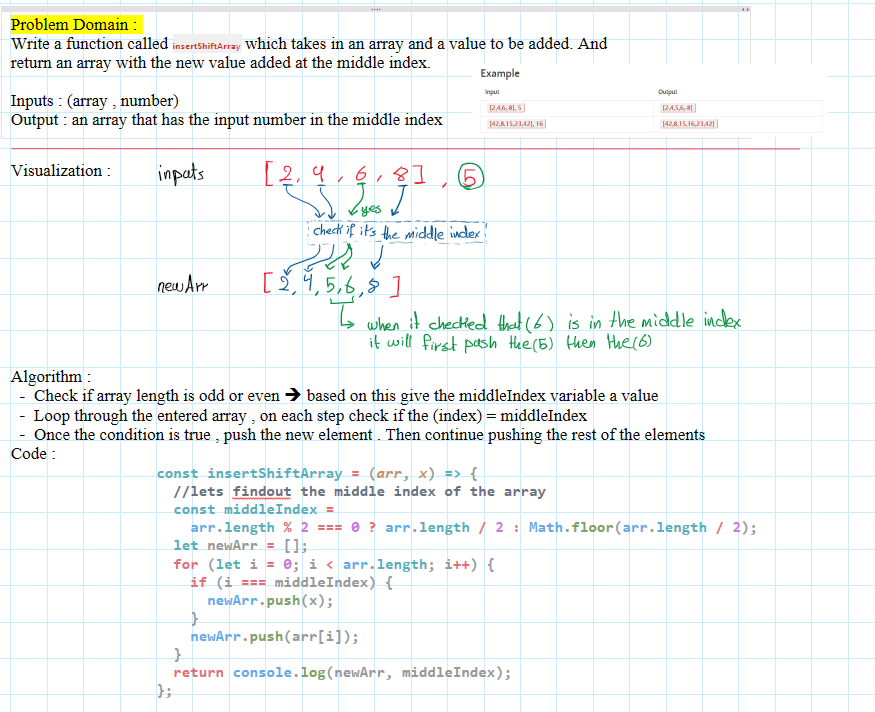 Problem Domain :
Write a function called insertShiftArray which takes in an array and a value to be added. And
return an array with the new value added at the middle index.
Example
Input Output
[2,4,6,-8], 5 [2,4,5,6,-8]
[42,8,15,23,42], 16 [42,8,15,16,23,42]
Inputs : (array , number)
Output : an array that has the input number in the middle index
Visualization :
inputs [ 2, 4 , 6 , 8 ] , 5
yes
check if it's the middle index
newArr [ 2, 4, 5, 6, 8 ]
when it checked that (6) is in the middle index
it will first push the (5) then the (6)
Algorithm :
- Check if array length is odd or even ➔ based on this give the middleIndex variable a value
- Loop through the entered array , on each step check if the (index) = middleIndex
- Once the condition is true , push the new element . Then continue pushing the rest of the elements
Code :
const insertShiftArray = (arr, x) => {
//lets findout the middle index of the array
const middleIndex =
arr.length % 2 === 0 ? arr.length / 2 : Math.floor(arr.length / 2);
let newArr = [];
for (let i = 0; i < arr.length; i++) {
if (i === middleIndex) {
newArr.push(x);
}
newArr.push(arr[i]);
}
return console.log(newArr, middleIndex);
};